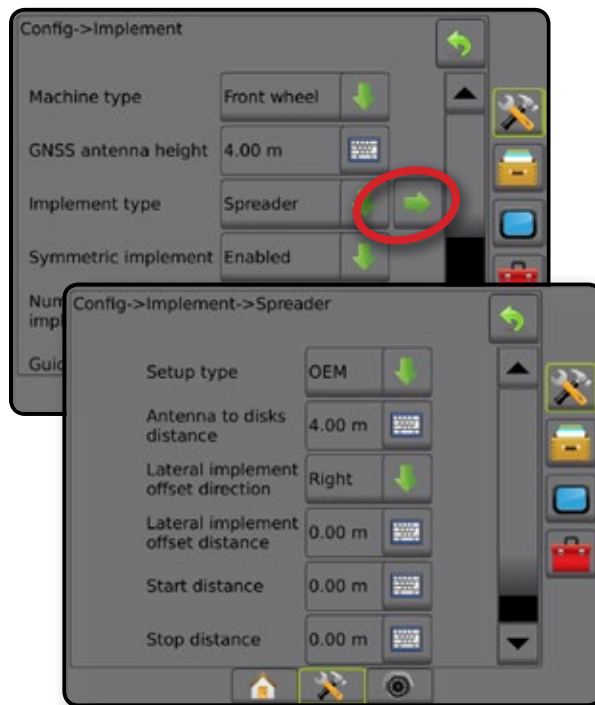 Config->Implement
Machine type
Front wheel
GNSS antenna height
4.00 m
Implement type
Spreader
Symmetric implement
Enabled
Config->Implement->Spreader
Setup type
OEM
Antenna to disks
distance
4.00 m
Lateral implement
offset direction
Right
Lateral implement
offset distance
0.00 m
Start distance
0.00 m
Stop distance
0.00 m